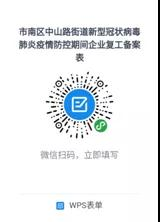 市南区中山路街道新型冠状病毒
肺炎疫情防控期间企业复工备案
表
微信扫码，立即填写
WPS表单